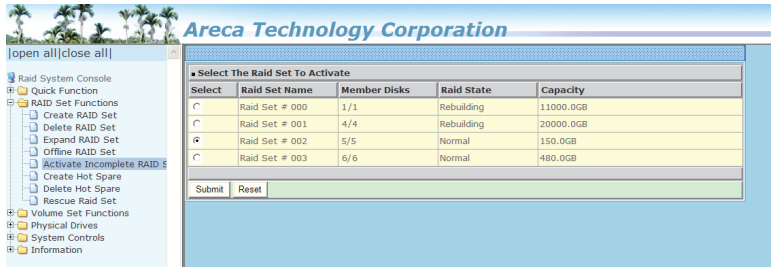 Areca Technology Corporation
|open all|close all|
Raid System Console
Quick Function
RAID Set Functions
Create RAID Set
Delete RAID Set
Expand RAID Set
Offline RAID Set
Activate Incomplete RAID S
Create Hot Spare
Delete Hot Spare
Rescue Raid Set
Volume Set Functions
Physical Drives
System Controls
Information
Select The Raid Set To Activate
Select Raid Set Name Member Disks Raid State Capacity
Raid Set # 000 1/1 Rebuilding 11000.0GB
Raid Set # 001 4/4 Rebuilding 20000.0GB
Raid Set # 002 5/5 Normal 150.0GB
Raid Set # 003 6/6 Normal 480.0GB
Submit Reset